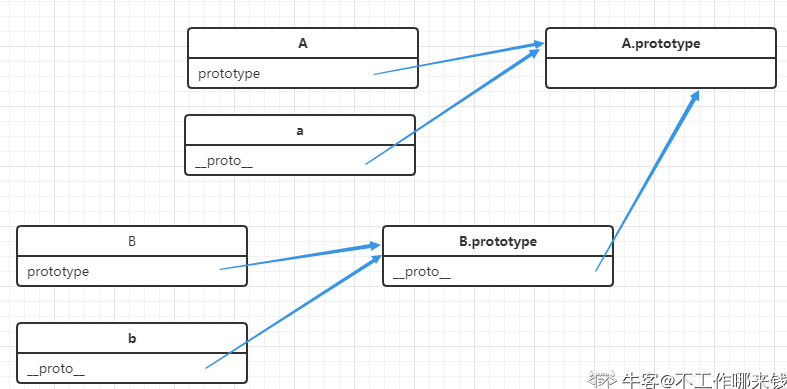 A
prototype
A.prototype
a
__proto__
B
prototype
B.prototype
__proto__
b
__proto__
牛客@不工作哪来钱